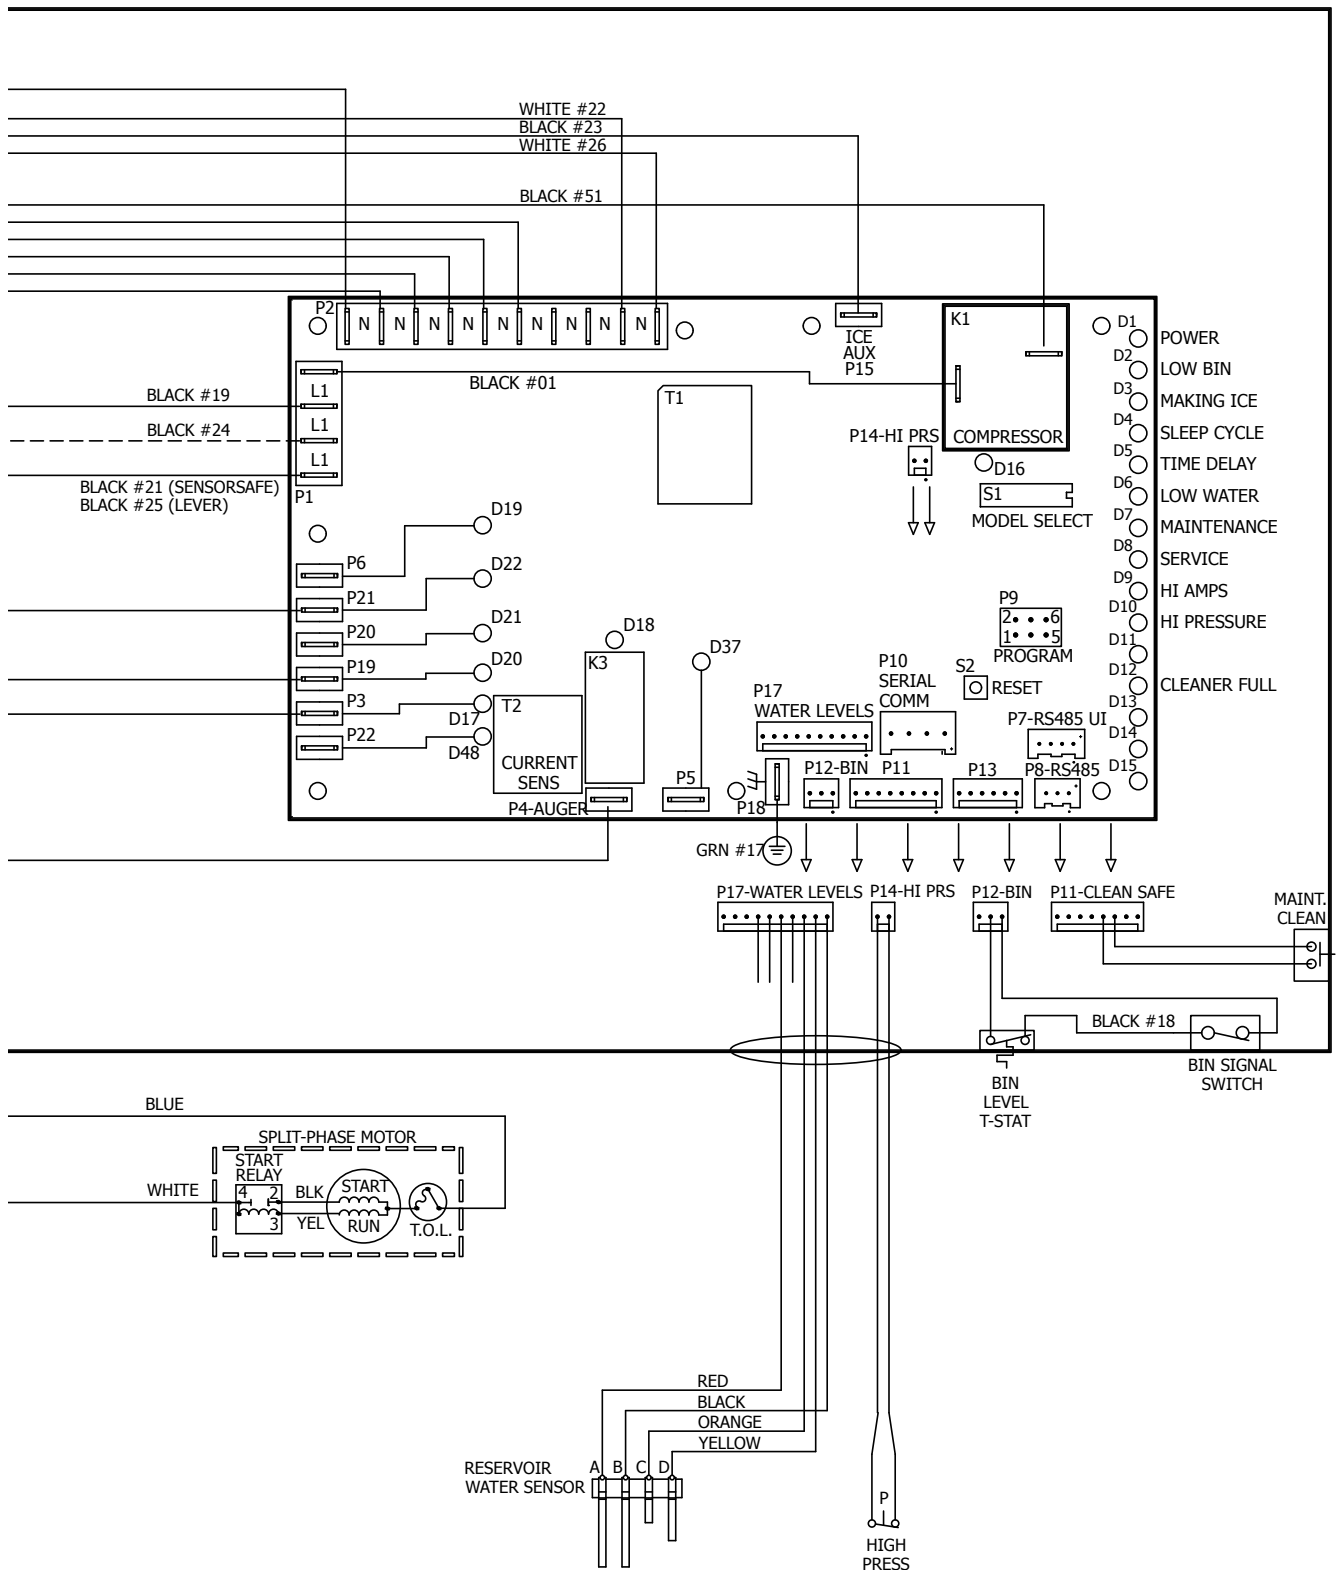 WHITE #22
BLACK #23
WHITE #26
BLACK #51
P2
N N N N N N N N N
ICE
AUX
P15
K1
COMPRESSOR
D1
POWER
D2
LOW BIN
D3
MAKING ICE
D4
SLEEP CYCLE
D5
TIME DELAY
D6
LOW WATER
D7
MAINTENANCE
D8
SERVICE
D9
HI AMPS
D10
HI PRESSURE
D11
D12
CLEANER FULL
D13
D14
D15
BLACK #01
BLACK #19
L1
BLACK #24
L1
L1
BLACK #21 (SENSORSAFE)
BLACK #25 (LEVER)
P1
T1
P14-HI PRS
D16
S1
MODEL SELECT
D19
P6
D22
P21
D21
P20
D20
P19
P3
D17
P22
D48
T2
CURRENT
SENS
D18
K3
P4-AUGER
D37
P5
P9
2 6
1 5
PROGRAM
S2
RESET
P10
SERIAL
COMM
P17
WATER LEVELS
P7-RS485 UI
P12-BIN
P11
P13
P8-RS485
P18
GRN #17
P17-WATER LEVELS
P14-HI PRS
P12-BIN
P11-CLEAN SAFE
MAINT.
CLEAN
BLACK #18
BIN SIGNAL
SWITCH
BIN
LEVEL
T-STAT
BLUE
SPLIT-PHASE MOTOR
START
RELAY
WHITE
4 2
3
BLK
YEL
START
RUN
T.O.L.
RED
BLACK
ORANGE
YELLOW
RESERVOIR
WATER SENSOR
A B C D
P
HIGH
PRESS